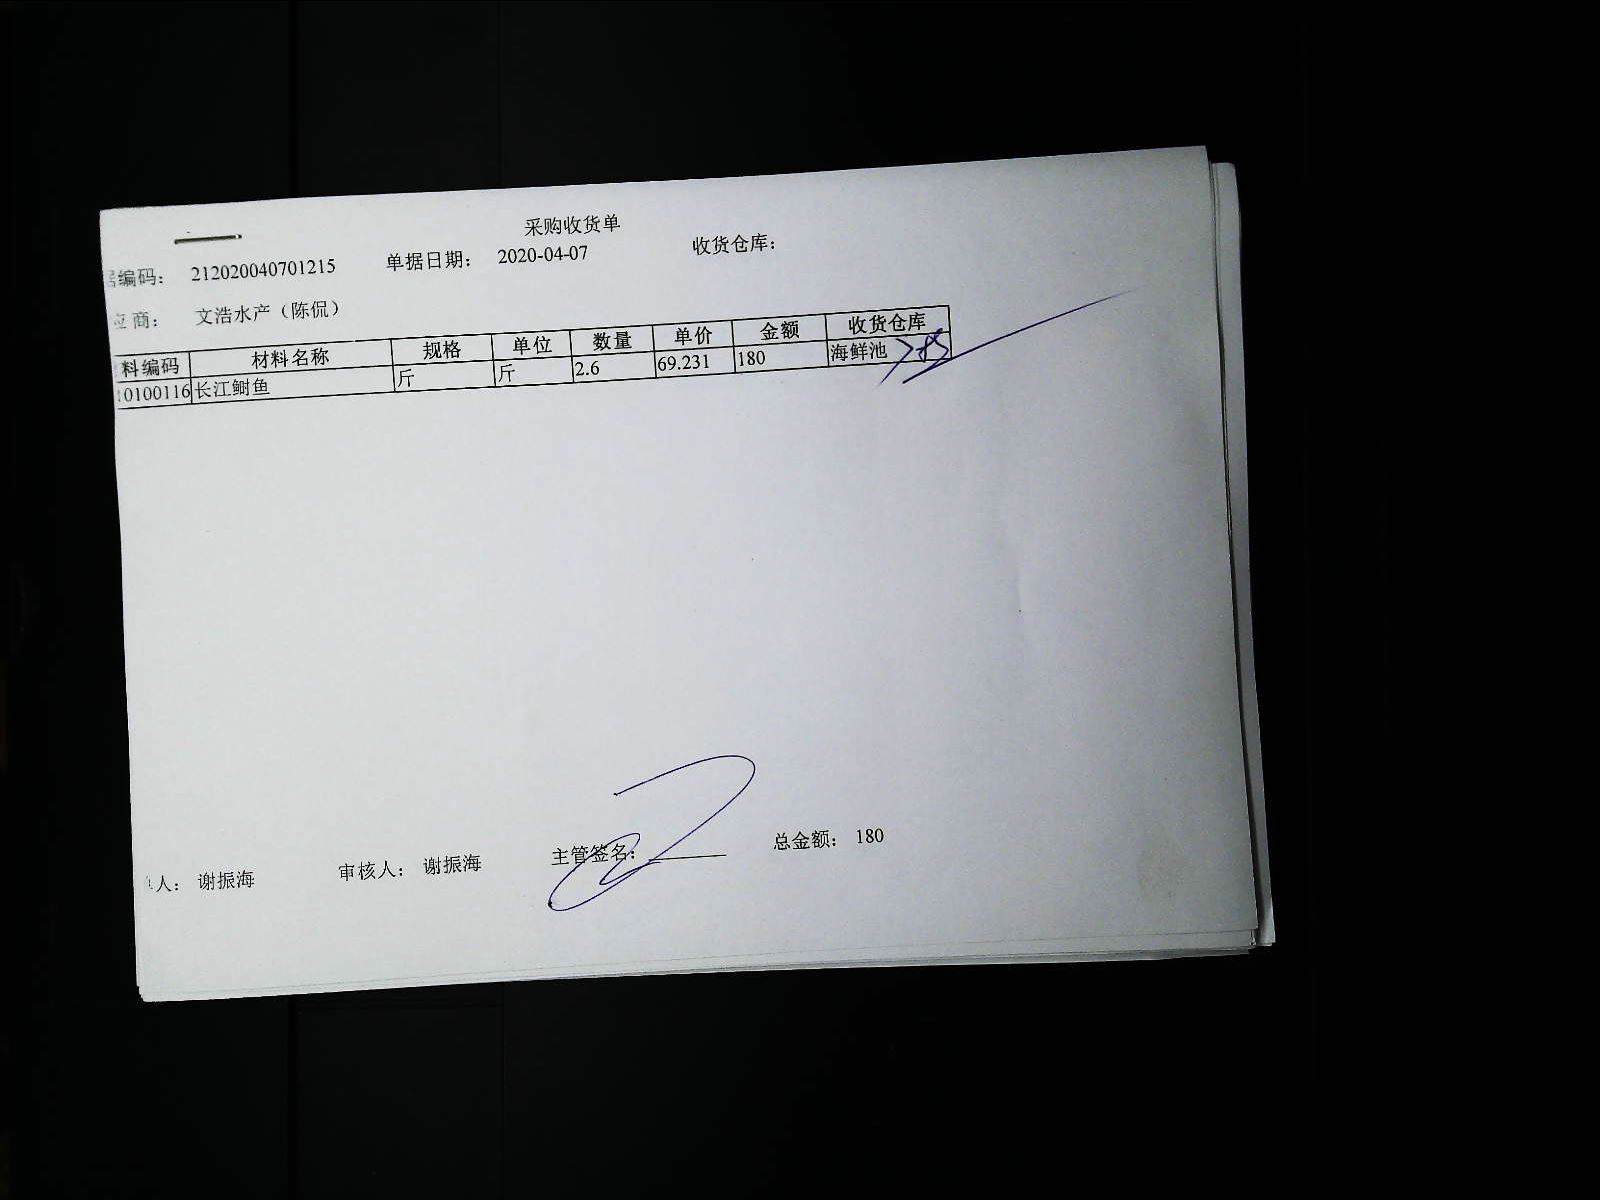 采购收货单
编码： 212020040701215 单据日期： 2020-04-07 收货仓库：
应商： 文浩水产（陈侃）
料编码 材料名称 规格 单位 数量 单价 金额 收货仓库
10100116 长江鲥鱼 斤 斤 2.6 69.231 180 海鲜池
人： 谢振海 审核人： 谢振海 主管签名： 总金额： 180